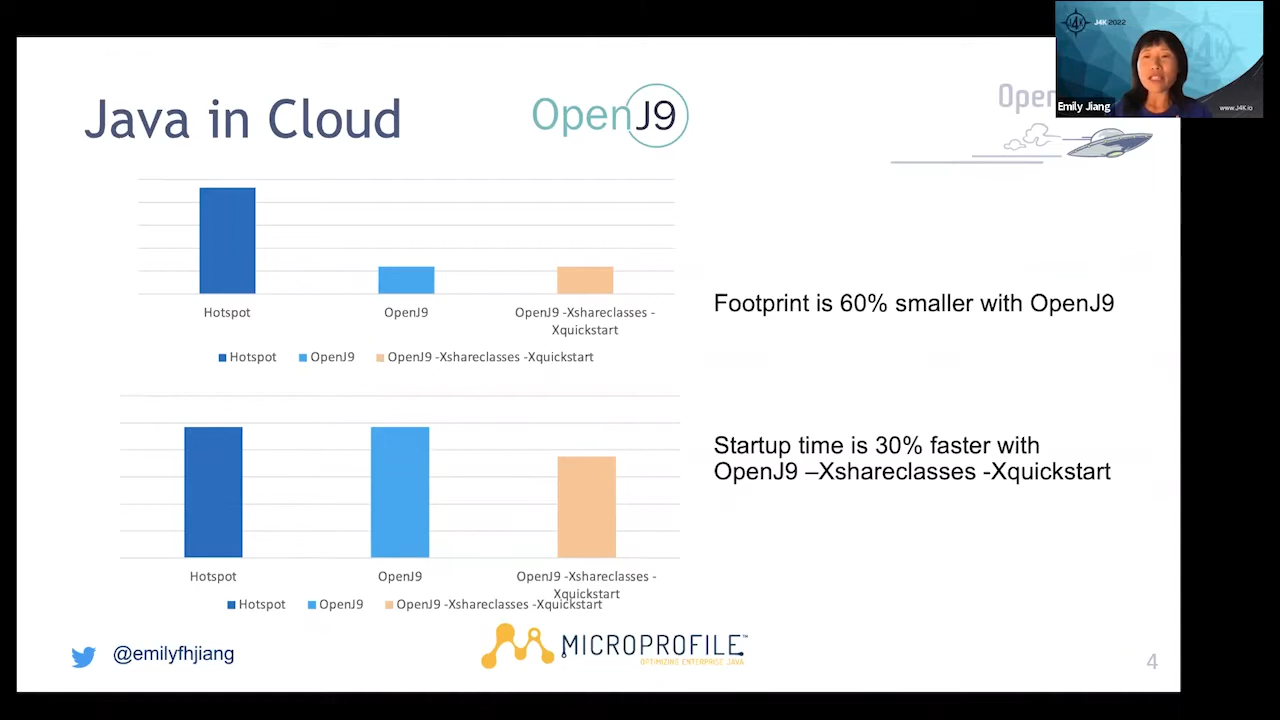 J4K 2022
Emily Jiang
www.J4K.io
Java in Cloud
OpenJ9
Open
Hotspot
OpenJ9
OpenJ9 -Xshareclasses -
Xquickstart
Hotspot
OpenJ9
OpenJ9 -Xshareclasses -Xquickstart
Footprint is 60% smaller with OpenJ9
Hotspot
OpenJ9
OpenJ9 -Xshareclasses -
Xquickstart
Hotspot
OpenJ9
OpenJ9 -Xshareclasses -Xquickstart
Startup time is 30% faster with
OpenJ9 –Xshareclasses -Xquickstart
@emilyfhjiang
MICROPROFILE™
OPTIMIZING ENTERPRISE JAVA
4